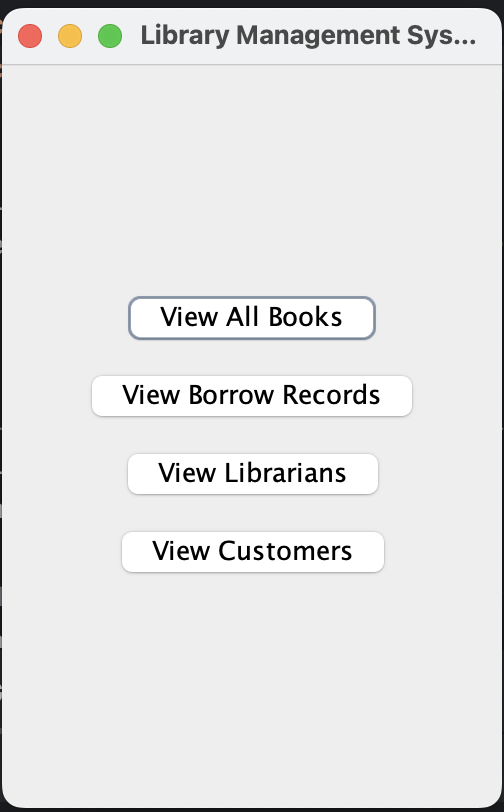 Library Management Sys...
View All Books
View Borrow Records
View Librarians
View Customers